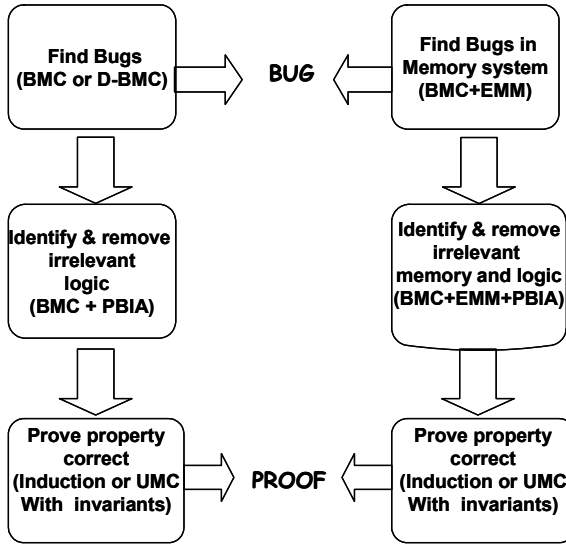 Find Bugs
(BMC or D-BMC)
BUG
Find Bugs in
Memory system
(BMC+EMM)
Identify & remove
irrelevant
logic
(BMC + PBIA)
Identify & remove
irrelevant
memory and logic
(BMC+EMM+PBIA)
Prove property
correct
(Induction or UMC
With invariants)
PROOF
Prove property
correct
(Induction or UMC
With invariants)